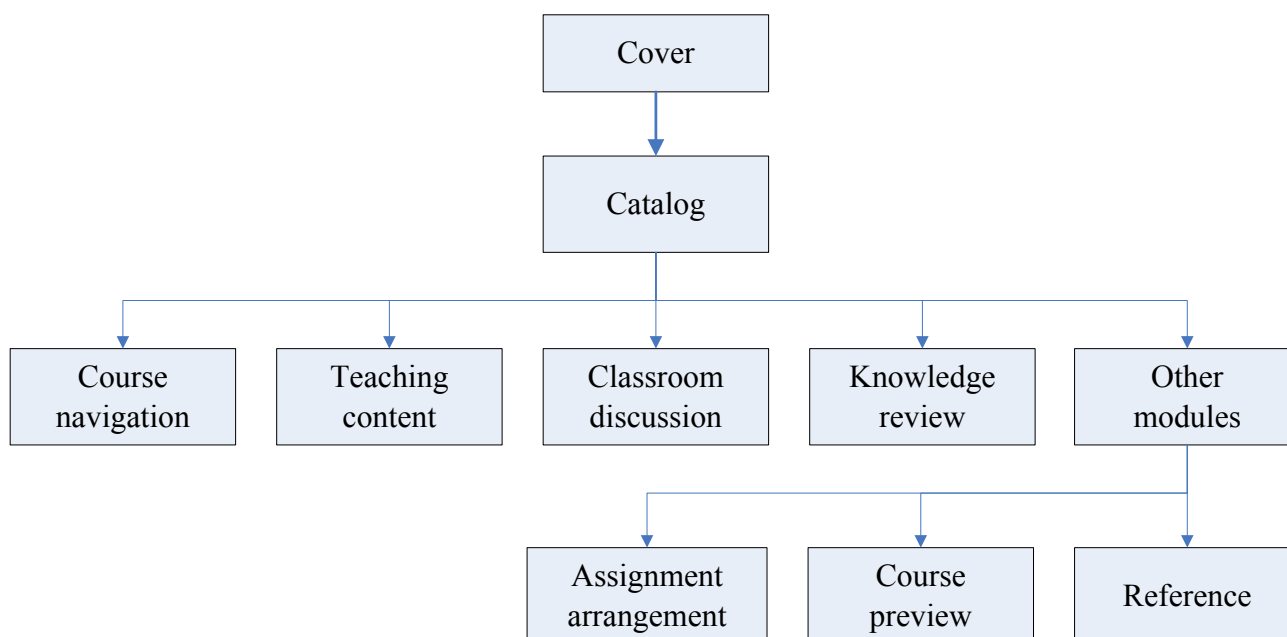 Cover
Catalog
Course
navigation
Teaching
content
Classroom
discussion
Knowledge
review
Other
modules
Assignment
arrangement
Course
preview
Reference